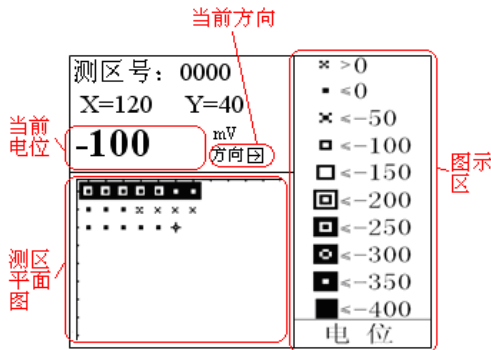 当前方向
测区号：0000
X=120 Y=40
当前
电位
-100
mV
方向
>0
≤0
≤-50
≤-100
≤-150
≤-200
≤-250
≤-300
≤-350
≤-400
电 位
图示
区
测区
平面
图